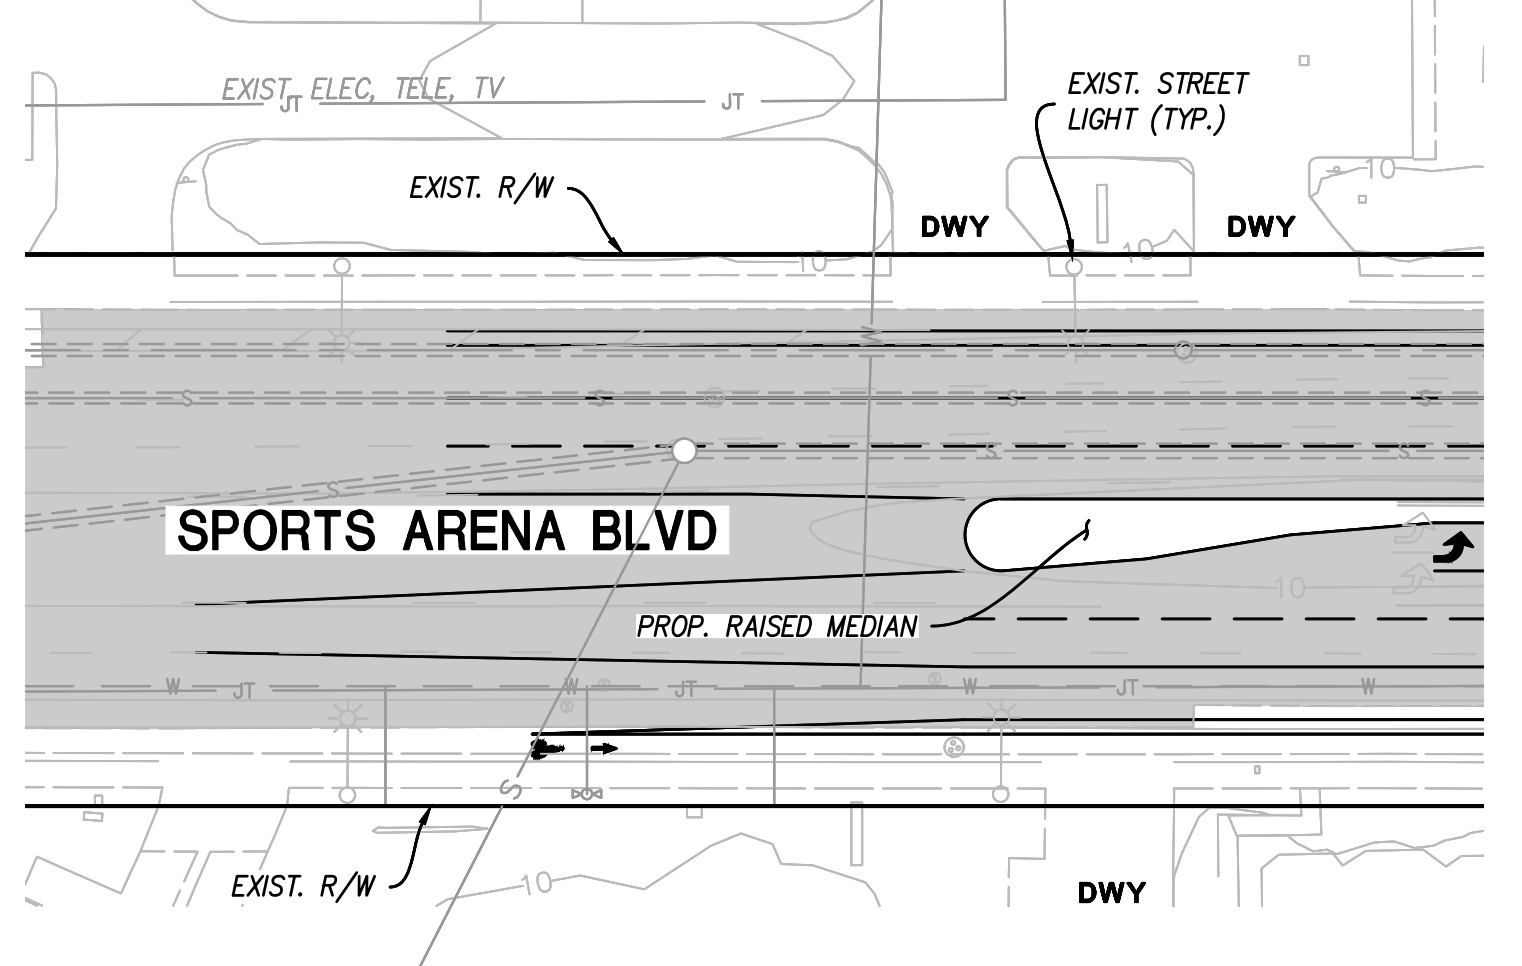 EXIST. ELEC, TELE, TV
JT
JT
EXIST. STREET
LIGHT (TYP.)
P
P
10
EXIST. R/W
DWY
DWY
10
10
S
S
S
S
S
S
S
SPORTS ARENA BLVD
10
PROP. RAISED MEDIAN
W
JT
W
JT
W
JT
W
S
EXIST. R/W
10
DWY